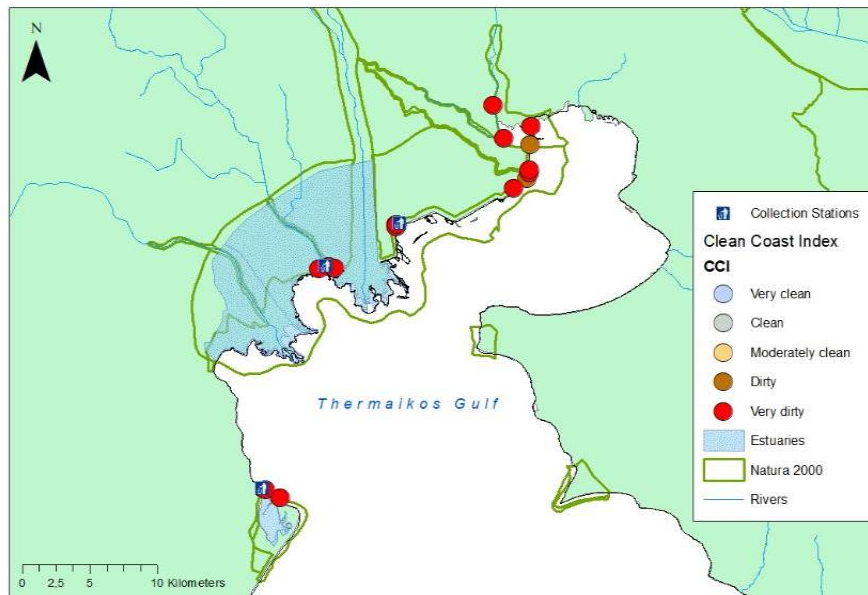 N
Collection Stations
Clean Coast Index
CCI
Very clean
Clean
Moderately clean
Dirty
Very dirty
Estuaries
Natura 2000
Rivers
Thermaikos Gulf
0 2,5 5 10 Kilometers